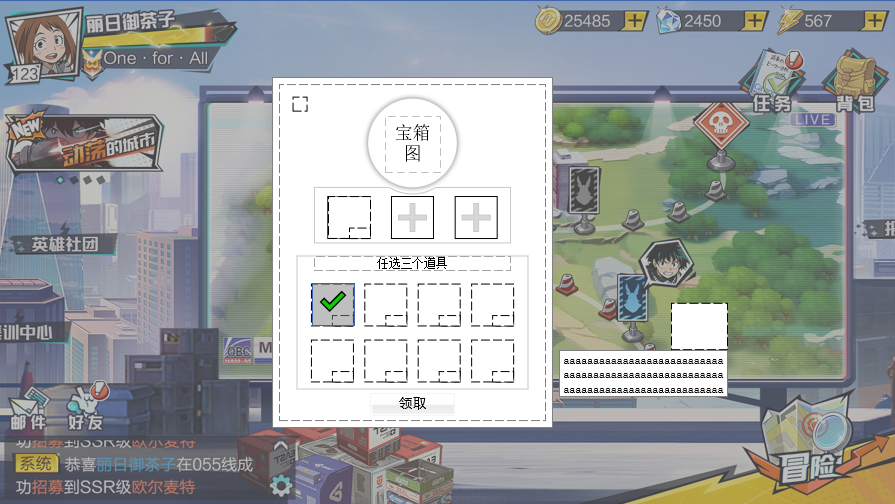 丽日御茶子
One · for · All
123
25485
2450
567
任务
背包
LIVE
NEW
动荡的城市
英雄社团
宝箱
图
任选三个道具
领取
训中心
OBC
HAM-M
M
aaaaaaaaaaaaaaaaaaaaaa
aaaaaaaaaaaaaaaaaaaaaa
aaaaaaaaaaaaaaaaaaaaaa
邮件
好友
冒险
功招募到SSR级欧尔麦特
系统 恭喜丽日御茶子在055线成
功招募到SSR级欧尔麦特